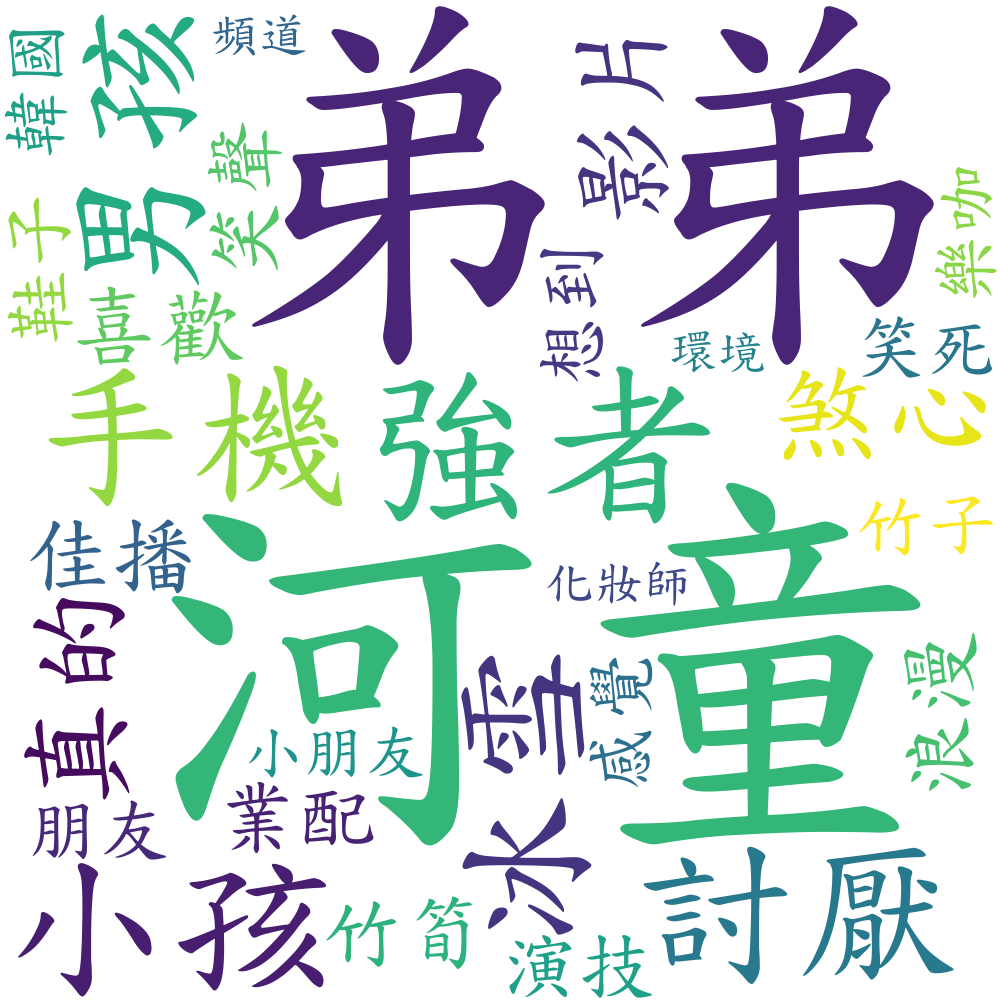 弟弟
頻道
男孩
韓國
影片
笑聲
樂咖
鞋子
想到
喜歡
笑死
環境
手機
強者
煞心
河童
竹子
佳播
化妝師
真的
冰雪
感覺
浪漫
小朋友
業配
朋友
小孩
討厭
竹筍
演技